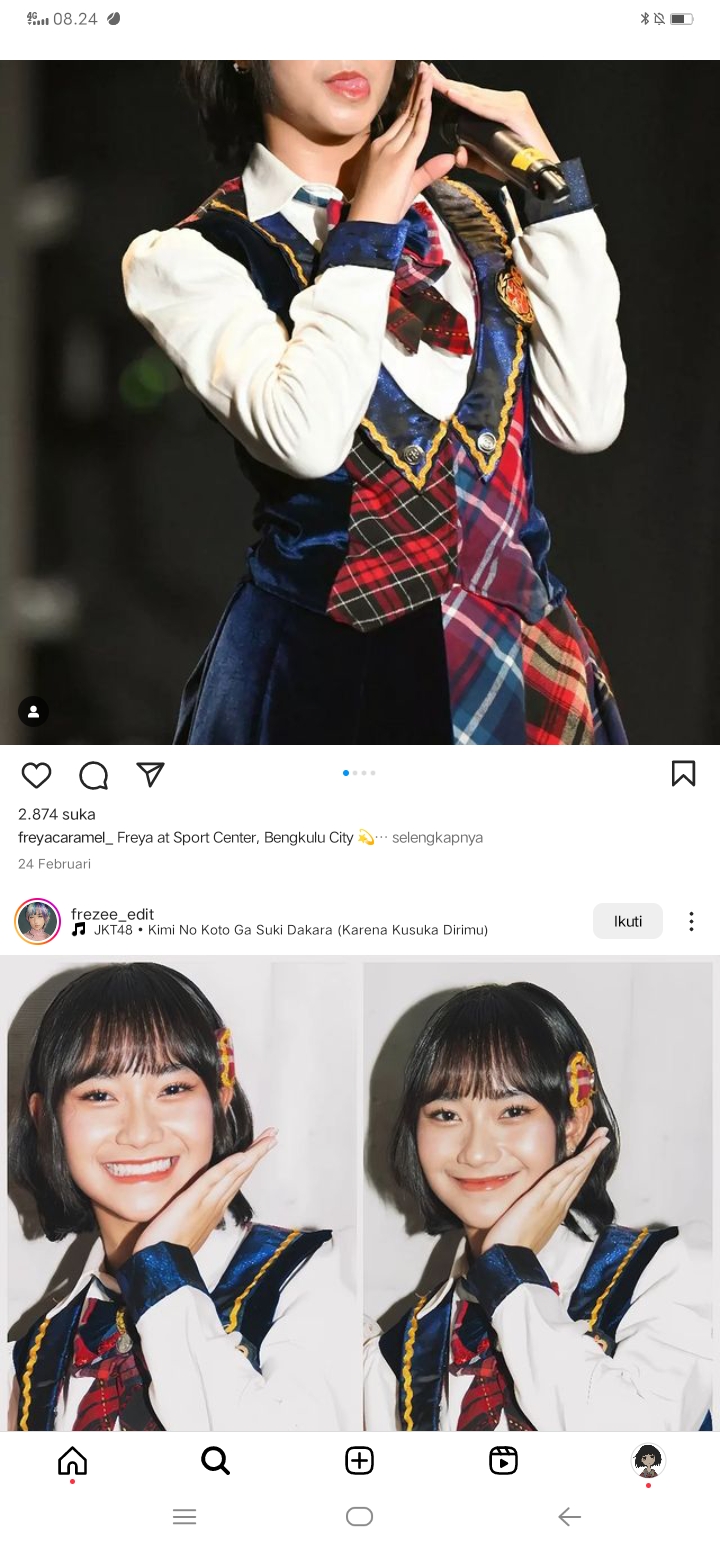 4G 08.24
2.874 suka
freyacaramel_ Freya at Sport Center, Bengkulu City 💫... selengkapnya
24 Februari
frezee_edit
JKT48 • Kimi No Koto Ga Suki Dakara (Karena Kusuka Dirimu)
Ikuti